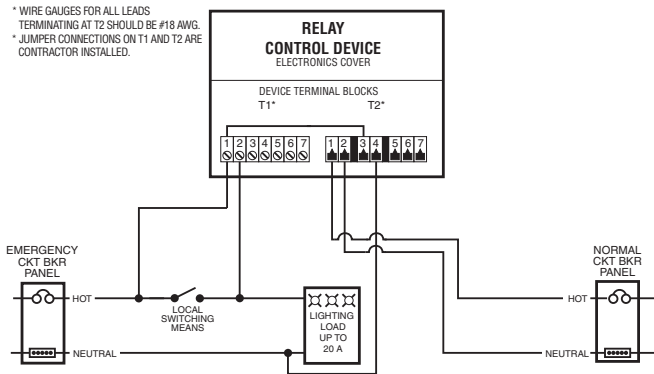 * WIRE GAUGES FOR ALL LEADS
TERMINATING AT T2 SHOULD BE #18 AWG.
* JUMPER CONNECTIONS ON T1 AND T2 ARE
CONTRACTOR INSTALLED.
RELAY
CONTROL DEVICE
ELECTRONICS COVER
DEVICE TERMINAL BLOCKS
T1* T2*
1 2 3 4 5 6 7 1 2 3 4 5 6 7
EMERGENCY
CKT BKR
PANEL
HOT
NEUTRAL
LOCAL
SWITCHING
MEANS
LIGHTING
LOAD
UP TO
20 A
NORMAL
CKT BKR
PANEL
HOT
NEUTRAL